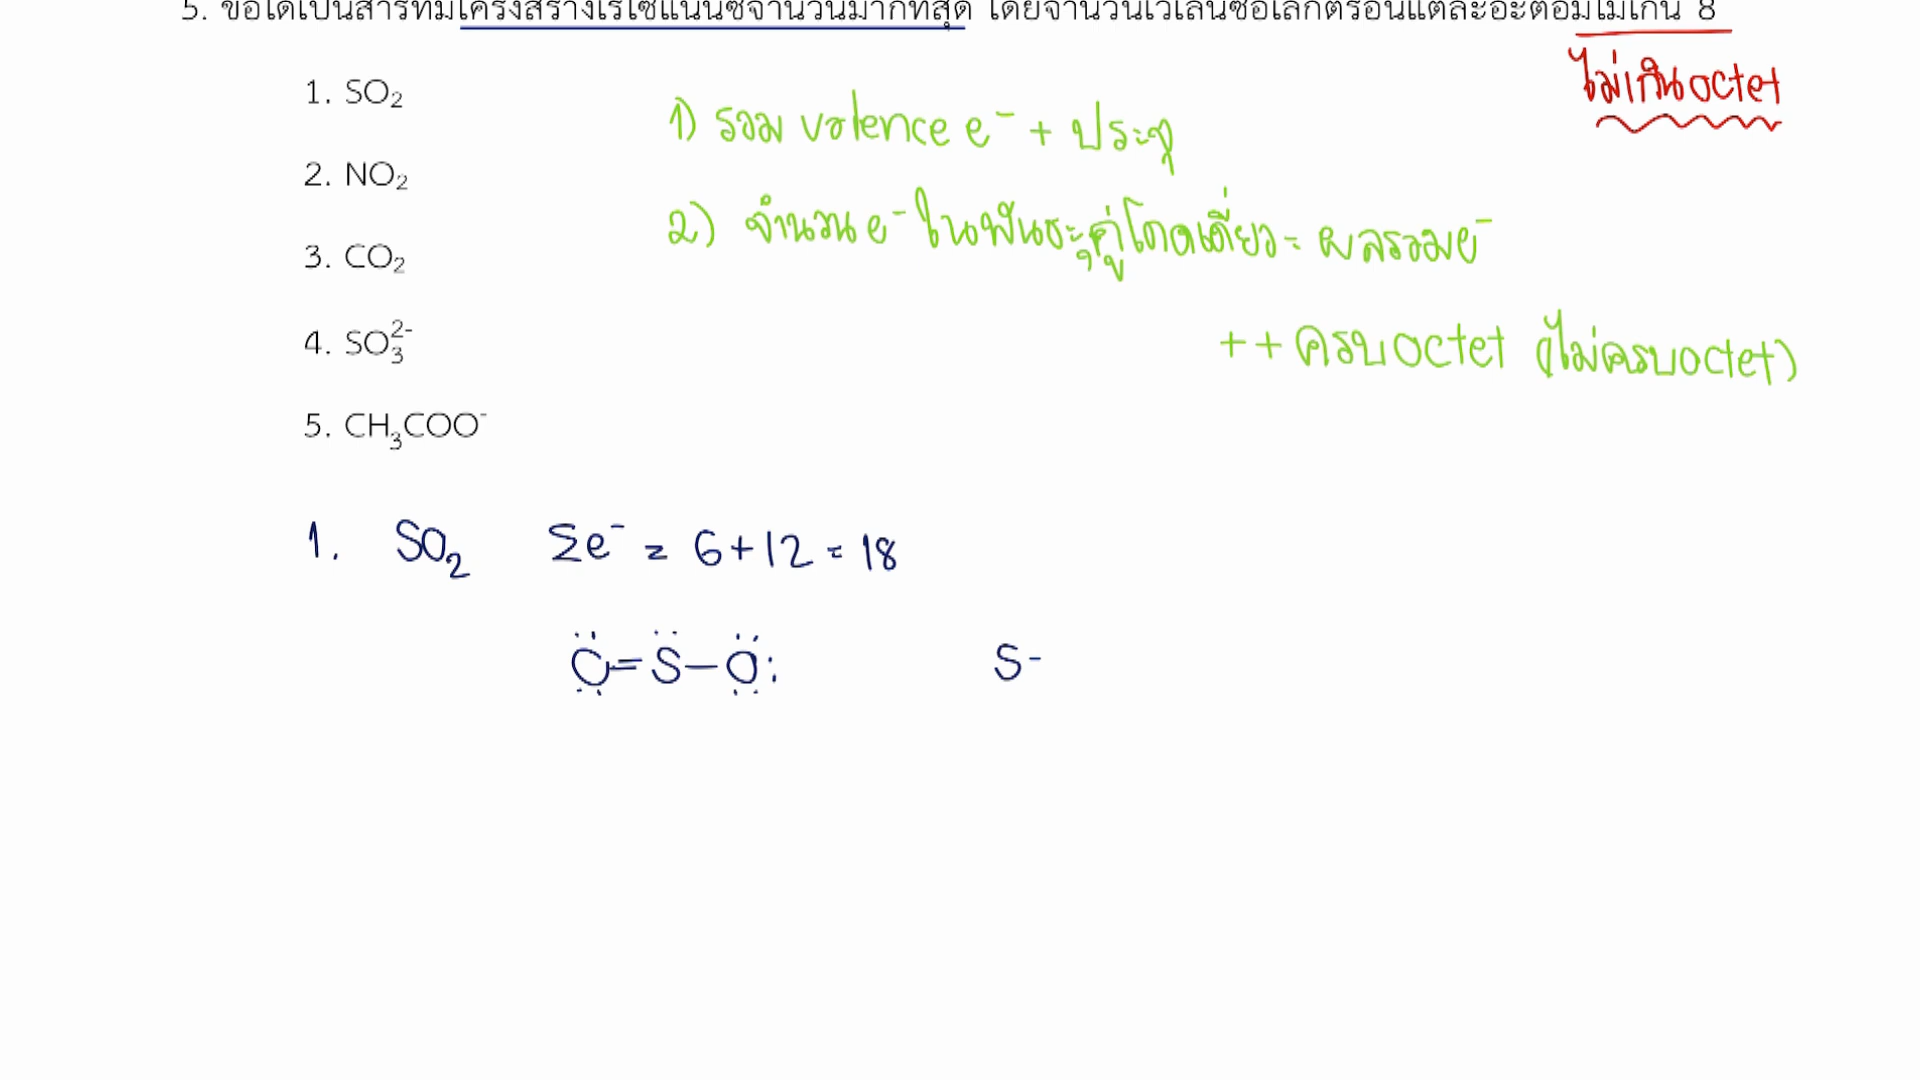 5. ข้อใดเป็นสารที่มีโครงสร้างเรโซแนนซ์จำนวนมากที่สุด โดยจำนวนเวเลนซ์อิเล็กตรอนแต่ละอะตอมไม่เกิน 8
ไม่เกิน octet
1. SO₂
1) รวม valence e⁻ + ประจุ
2. NO₂
2) จำนวน e⁻ ในพันธะ, คู่โดดเดี่ยว = ผลรวม e⁻
3. CO₂
4. SO₃²⁻
++ ครบ octet (ไม่ครบ octet)
5. CH₃COO⁻
1. SO₂ Σe⁻ = 6+12 = 18
O=S–O: S-